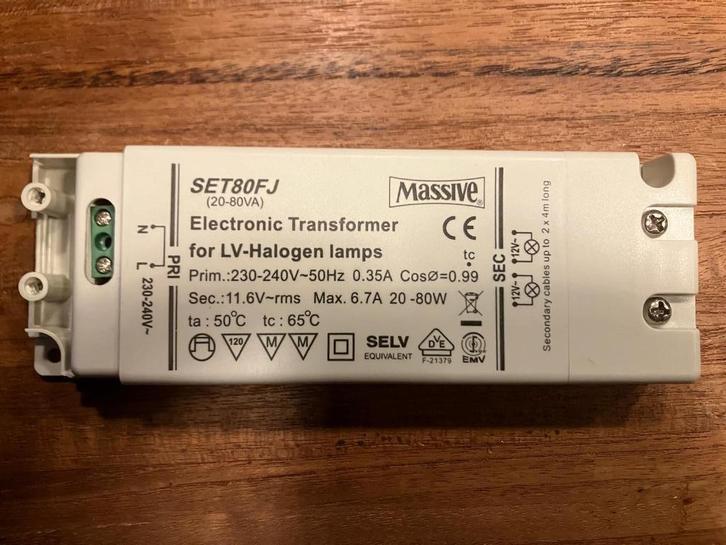 SET80FJ
(20-80VA)
MASSIVE®
Electronic Transformer
for LV-Halogen lamps
CE
tc
Prim.:230-240V~50Hz 0.35A CosØ=0.99
Sec.:11.6V~rms Max. 6.7A 20-80W
ta : 50°C tc : 65°C
120
M
M
SELV
EQUIVALENT
DVE
F-21379
EMV
N
L
PRI
230-240V~
SEC
12V~
12V~
Secondary cables up to 2 x 4m long